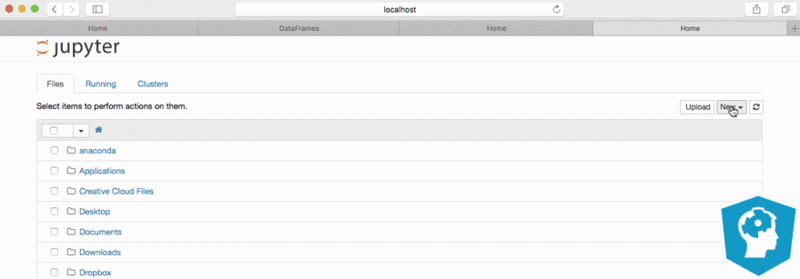 localhost
Home DataFrames Home Home
jupyter
Files Running Clusters
Select items to perform actions on them. Upload New
anaconda
Applications
Creative Cloud Files
Desktop
Documents
Downloads
Dropbox